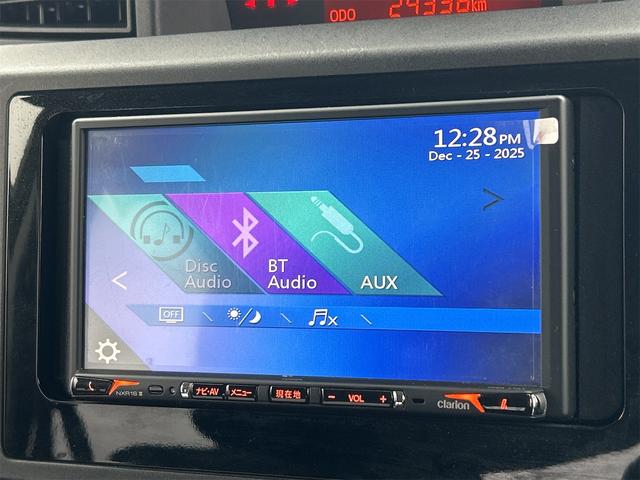 ODO 24338km
12:28 PM
Dec - 25 - 2025
Disc Audio
BT Audio
AUX
OFF
NXR16
ナビ・AV
メニュー
現在地
− VOL +
clarion